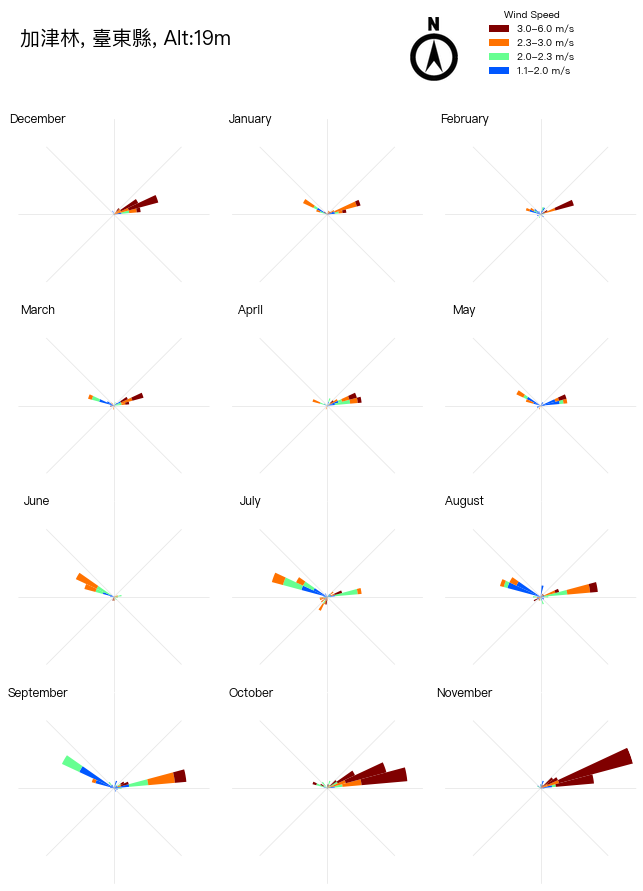 加津林, 臺東縣, Alt:19m
N
Wind Speed
3.0–6.0 m/s
2.3–3.0 m/s
2.0–2.3 m/s
1.1–2.0 m/s
December
January
February
March
April
May
June
July
August
September
October
November